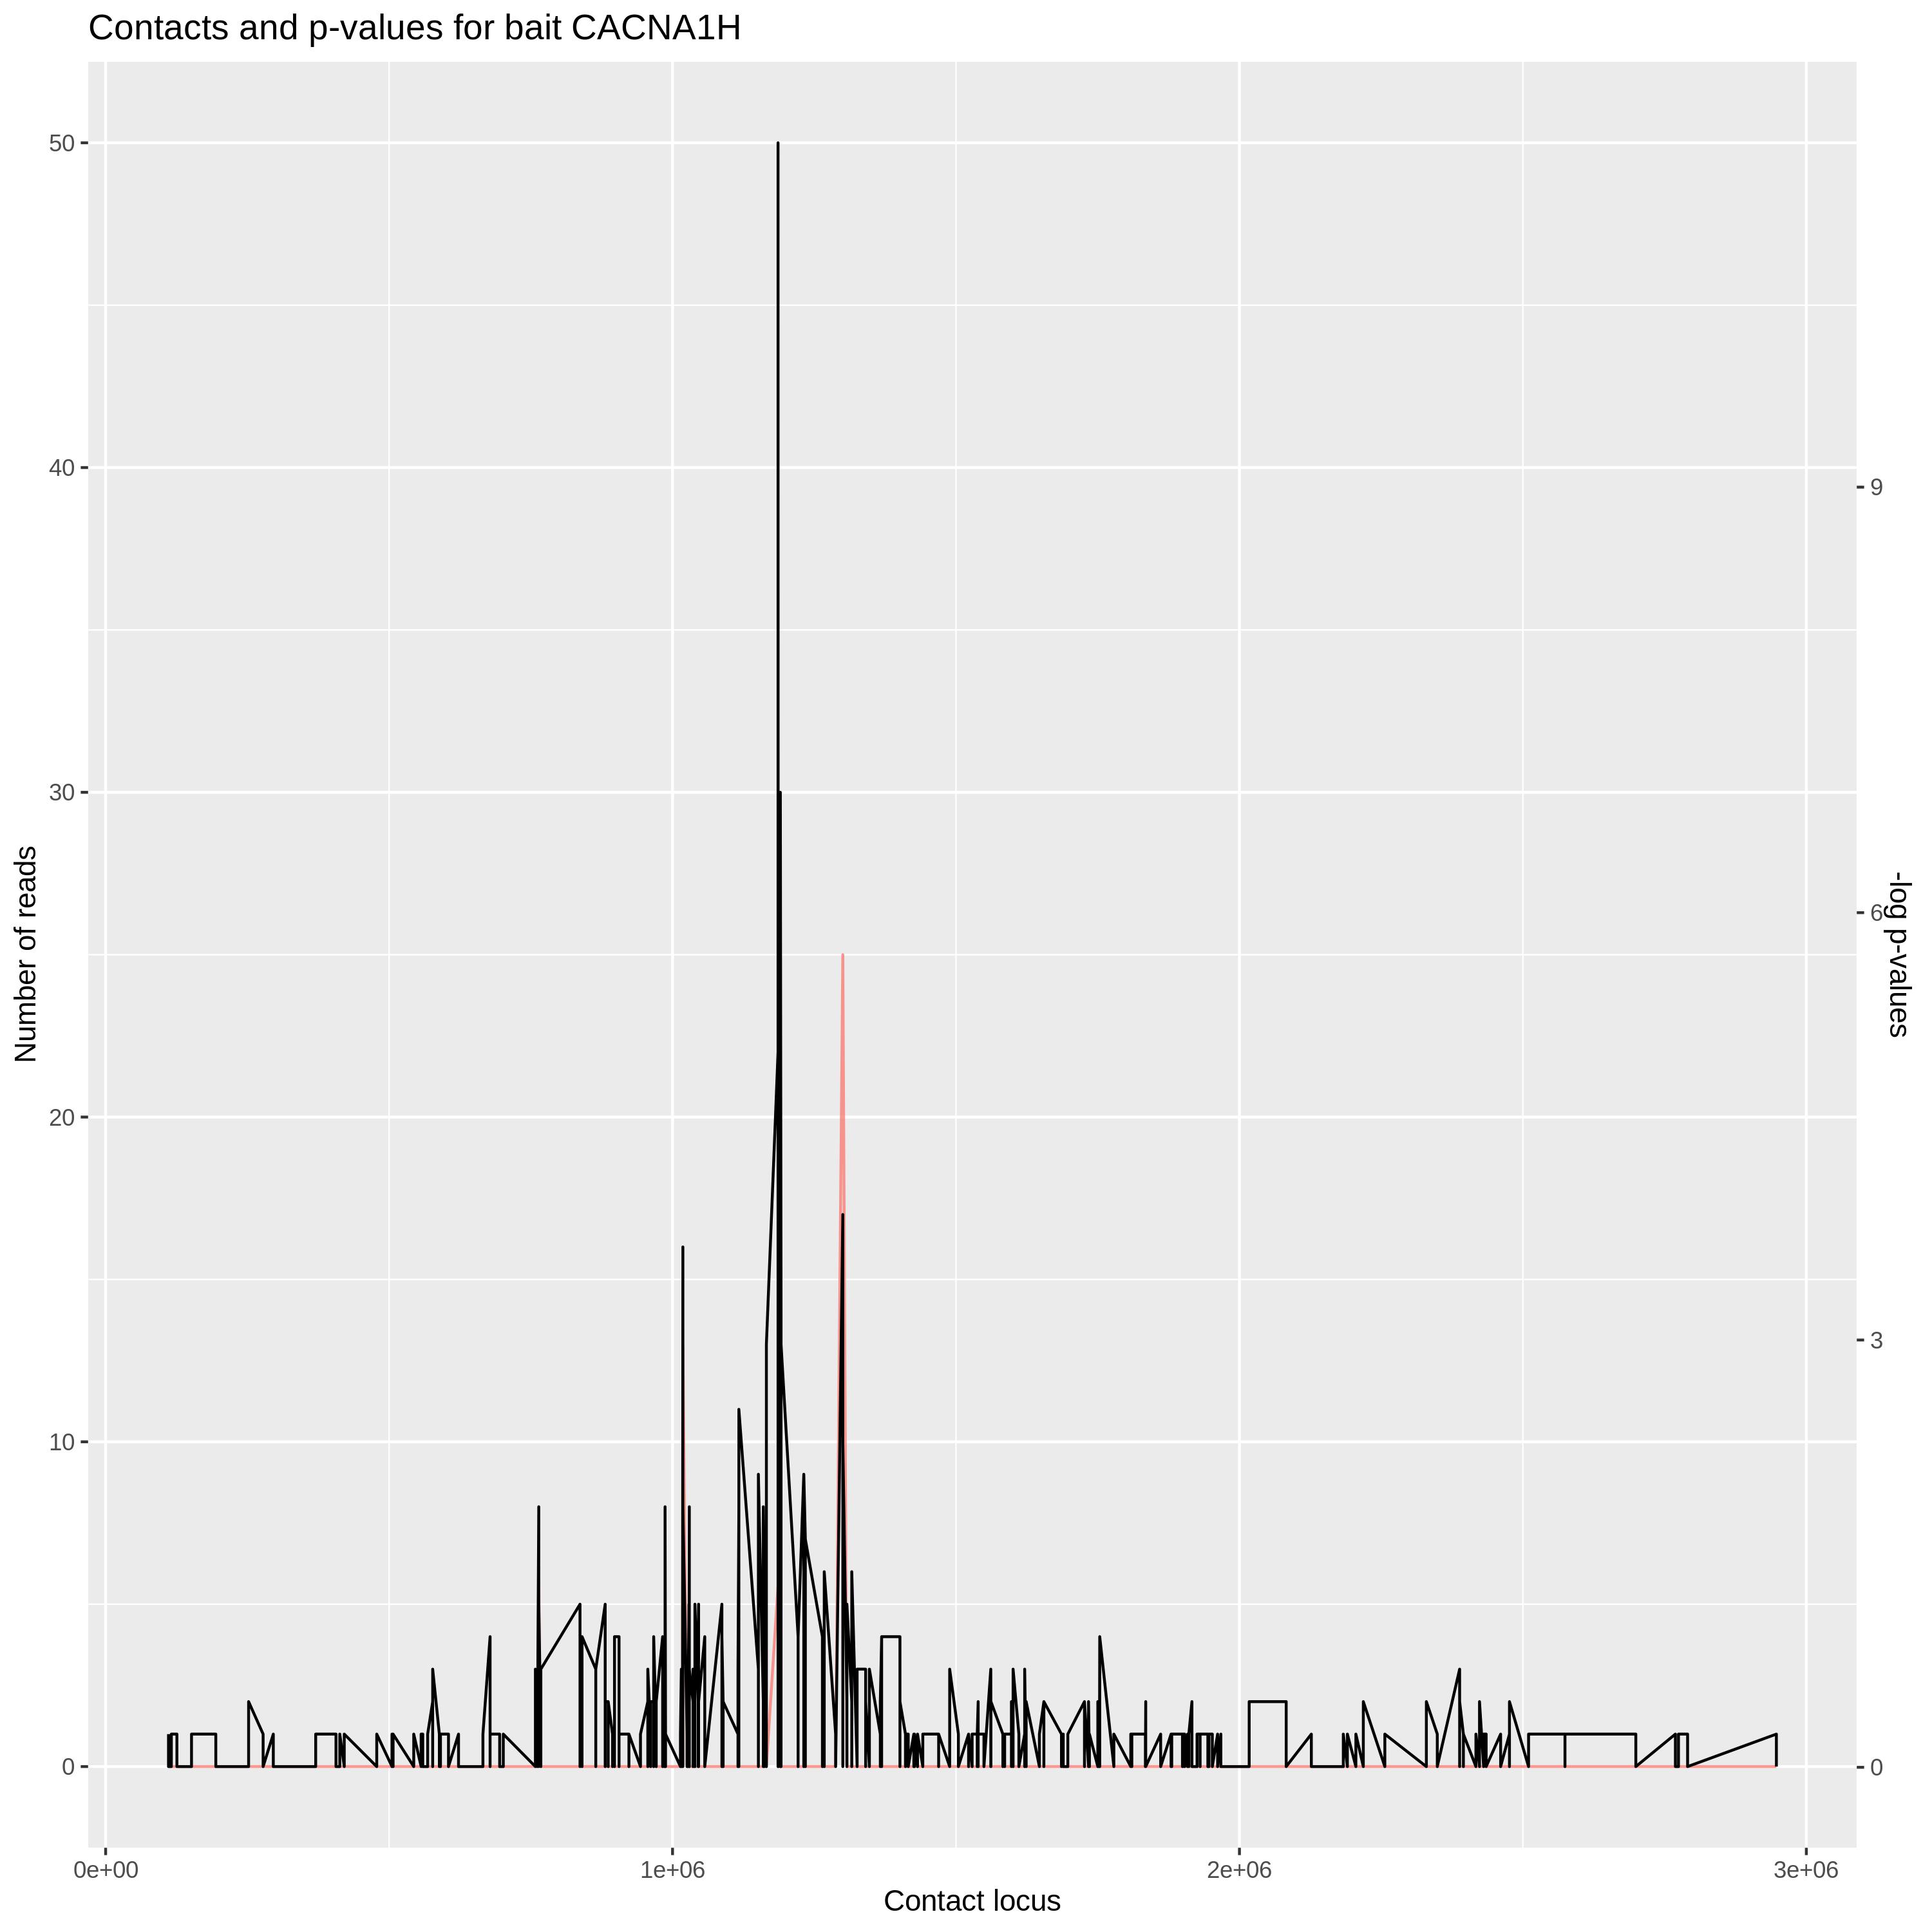 Contacts and p-values for bait CACNA1H
50
40
30
20
10
0
Number of reads
9
6
3
0
-log p-values
0e+00
1e+06
2e+06
3e+06
Contact locus